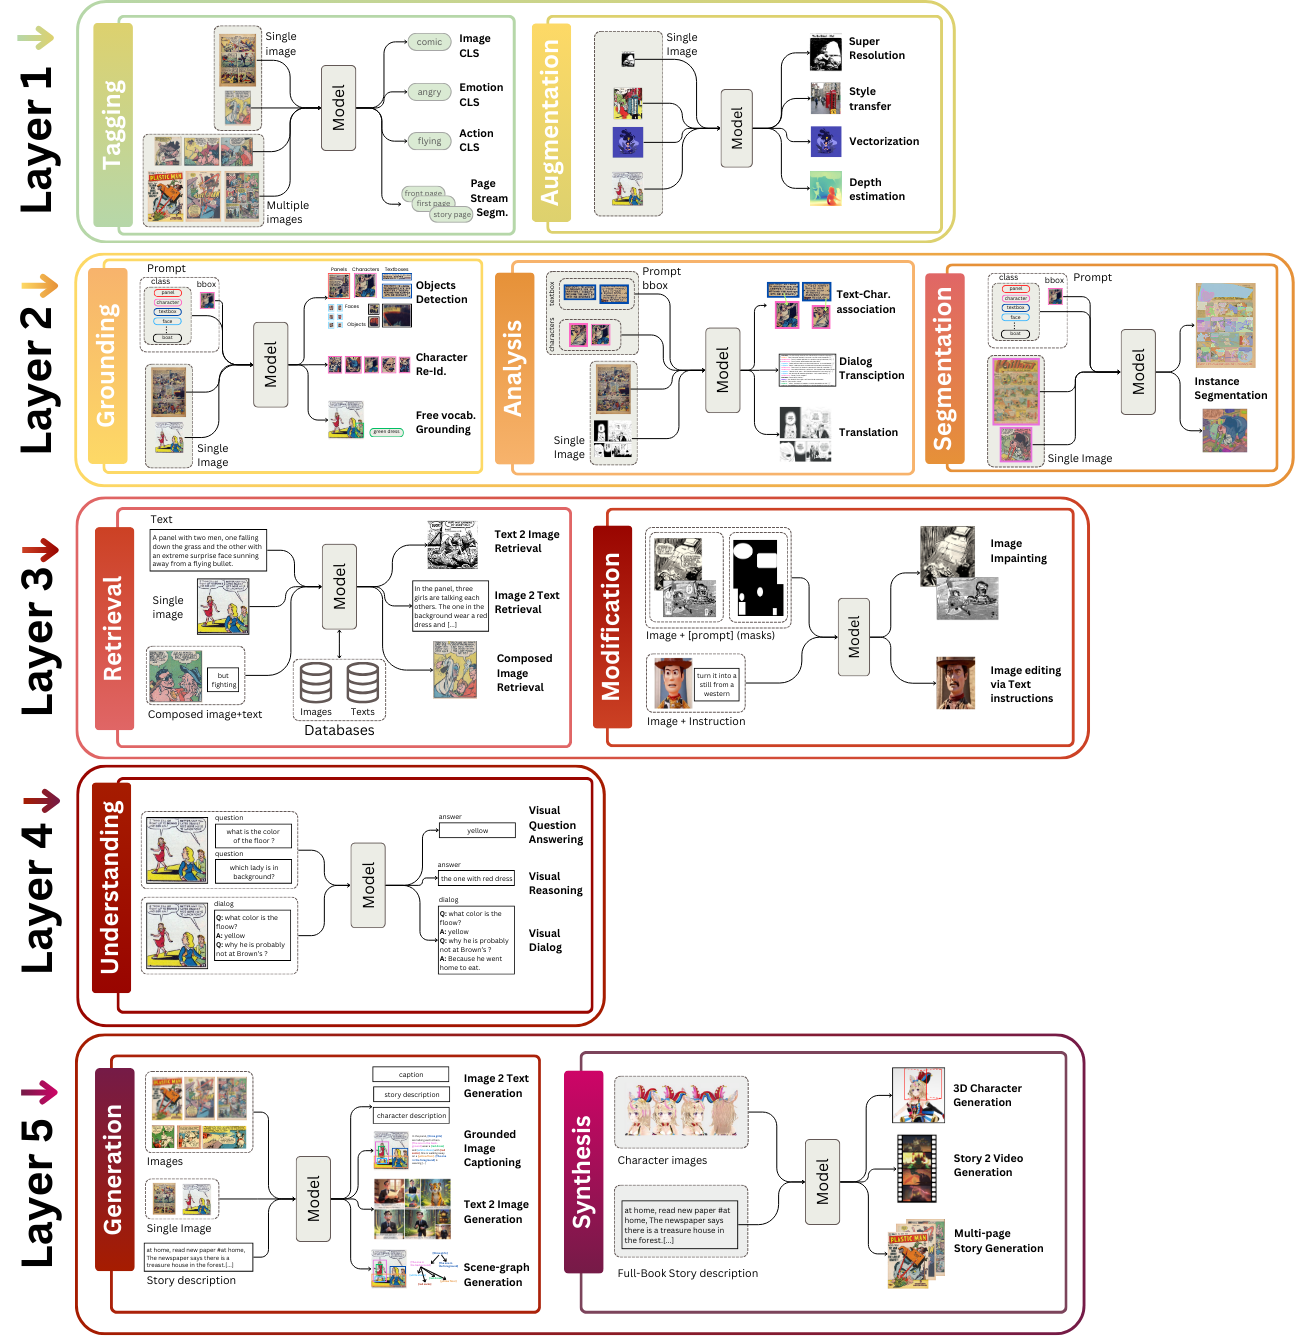 Layer 1
Tagging
Single
image
Multiple
images
Model
comic
Image
CLS
angry
Emotion
CLS
flying
Action
CLS
front page
first page
story page
Page
Stream
Segm.
Augmentation
Single
Image
Model
Super
Resolution
Style
transfer
Vectorization
Depth
estimation
Layer 2
Grounding
Prompt
class
bbox
panel
character
textbox
face
boat
Single
Image
Model
Panels
Characters
Textboxes
Faces
Objects
Objects
Detection
Character
Re-Id.
green dress
Free vocab.
Grounding
Analysis
Prompt
bbox
textbox
characters
Single
Image
Model
Text-Char.
association
Dialog
Transciption
Translation
Segmentation
class
bbox
Prompt
panel
character
textbox
face
boat
Single Image
Model
Instance
Segmentation
Layer 3
Retrieval
Text
A panel with two men, one falling
down the grass and the other with
an extreme surprise face sunning
away from a flying bullet.
Single
image
but
fighting
Composed image+text
Model
Images
Texts
Databases
Text 2 Image
Retrieval
In the panel, three
girls are talking each
others. The one in the
background wear a red
dress and [...]
Image 2 Text
Retrieval
Composed
Image
Retrieval
Modification
Image + [prompt] (masks)
turn it into a
still from a
western
Image + Instruction
Model
Image
Impainting
Image editing
via Text
instructions
Layer 4
Understanding
question
what is the color
of the floor ?
question
which lady is in
background?
dialog
Q: what color is the
floow?
A: yellow
Q: why he is probably
not at Brown's ?
Model
answer
yellow
Visual
Question
Answering
answer
the one with red dress
Visual
Reasoning
dialog
Q: what color is the
floow?
A: yellow
Q: why he is probably
not at Brown's ?
A: Because he went
home to eat.
Visual
Dialog
Layer 5
Generation
PLASTIC MAN
Images
Single Image
at home, read new paper #at home,
The newspaper says there is a
treasure house in the forest.[...]
Story description
Model
caption
story description
character description
Image 2 Text
Generation
Grounded
Image
Captioning
Text 2 Image
Generation
Scene-graph
Generation
Synthesis
Character images
at home, read new paper #at
home, The newspaper says
there is a treasure house in
the forest.[...]
Full-Book Story description
Model
3D Character
Generation
Story 2 Video
Generation
PLASTIC MAN
Multi-page
Story Generation